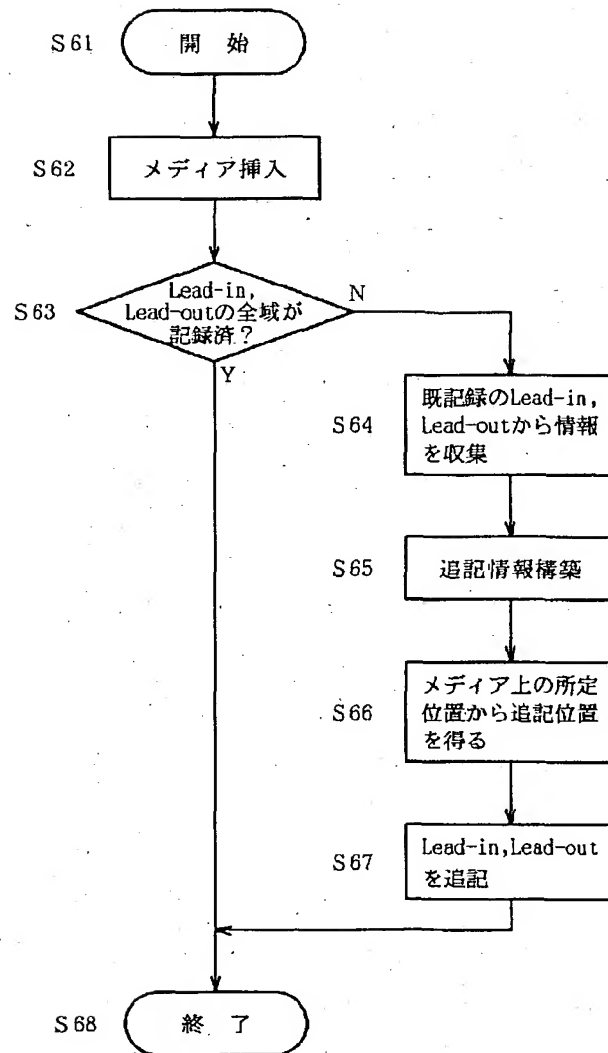 S61
開 始
S62
メディア挿入
S63
Lead-in,
Lead-outの全域が
記録済?
N
Y
S64
既記録のLead-in,
Lead-outから情報
を収集
S65
追記情報構築
S66
メディア上の所定
位置から追記位置
を得る
S67
Lead-in,Lead-out
を追記
S68
終 了